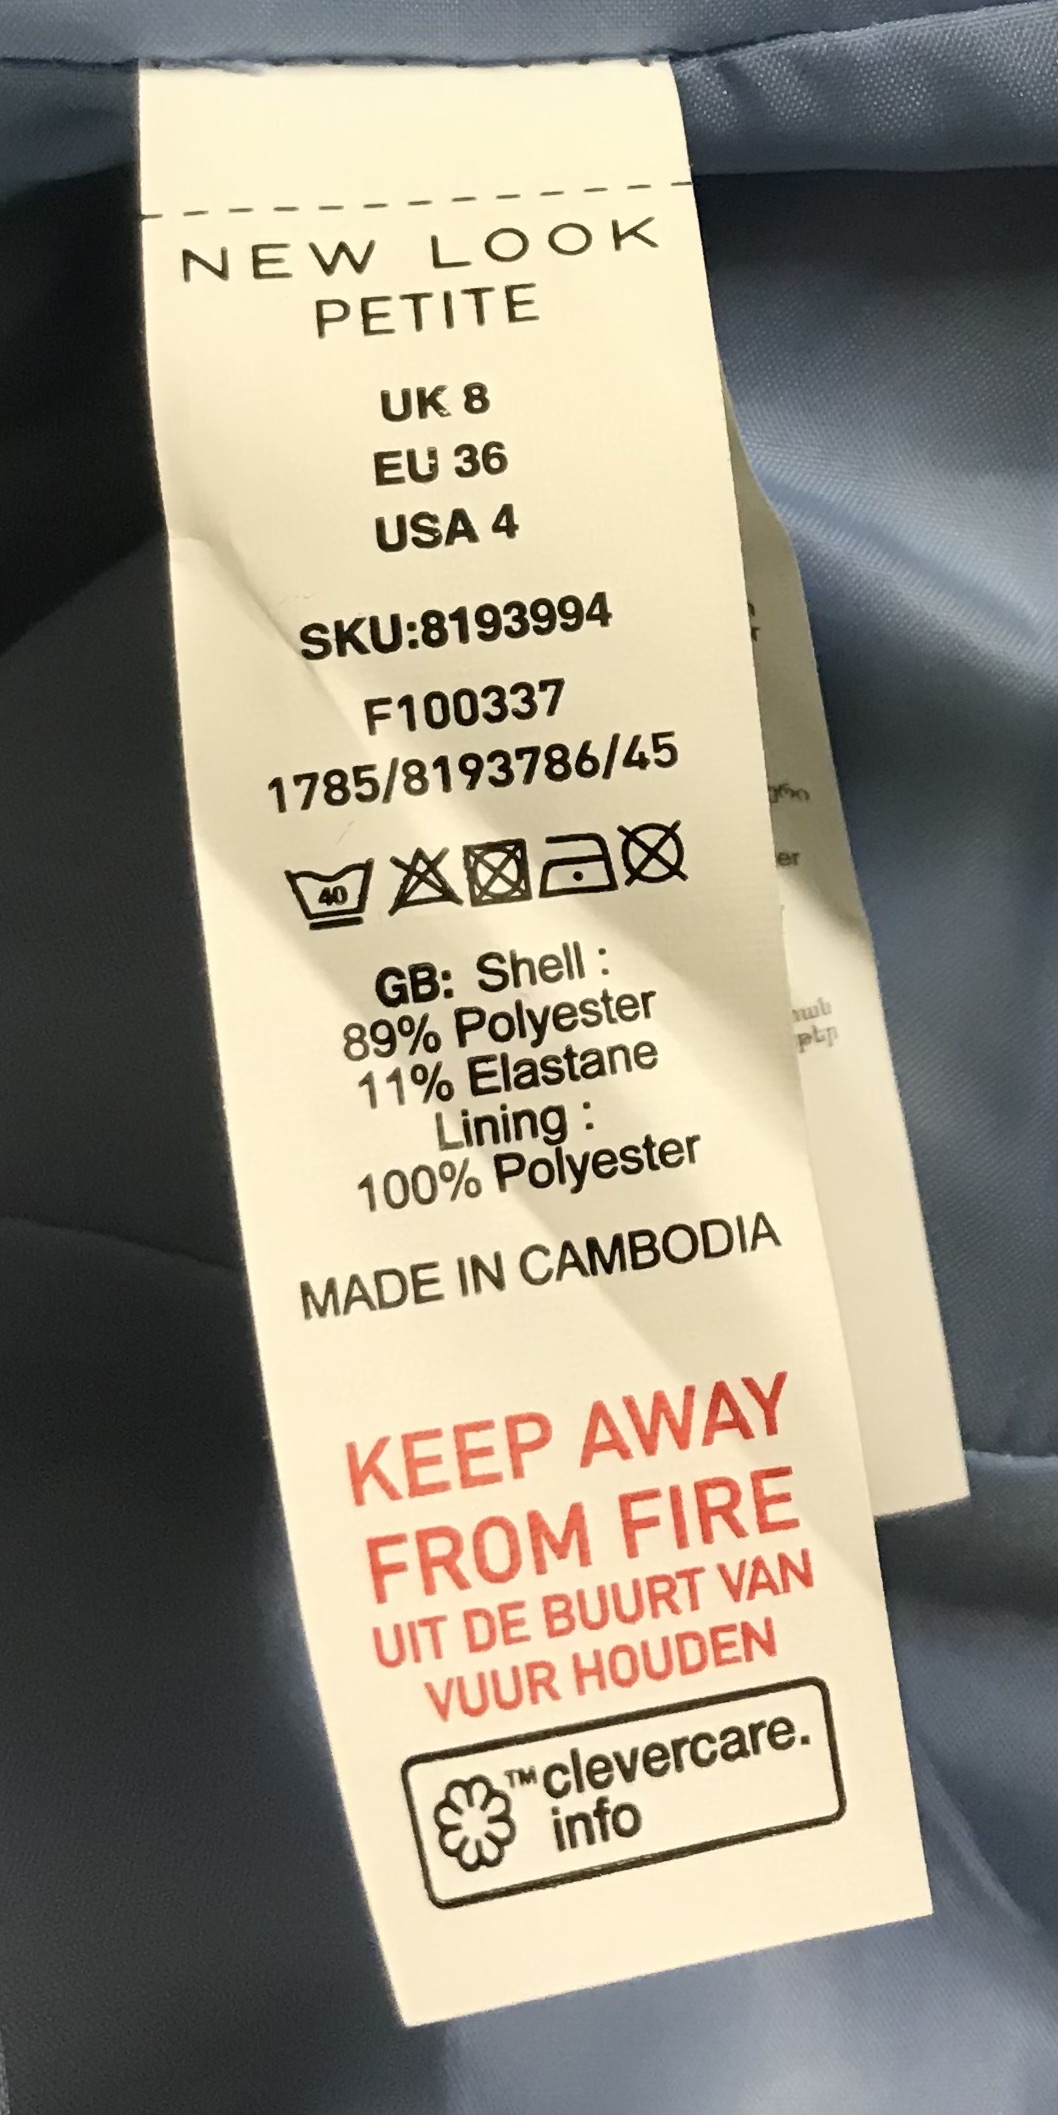 NEW LOOK
PETITE
UK 8
EU 36
USA 4
SKU:8193994
F100337
1785/8193786/45
40
GB: Shell :
89% Polyester
11% Elastane
Lining :
100% Polyester
MADE IN CAMBODIA
KEEP AWAY
FROM FIRE
UIT DE BUURT VAN
VUUR HOUDEN
™clevercare.
info